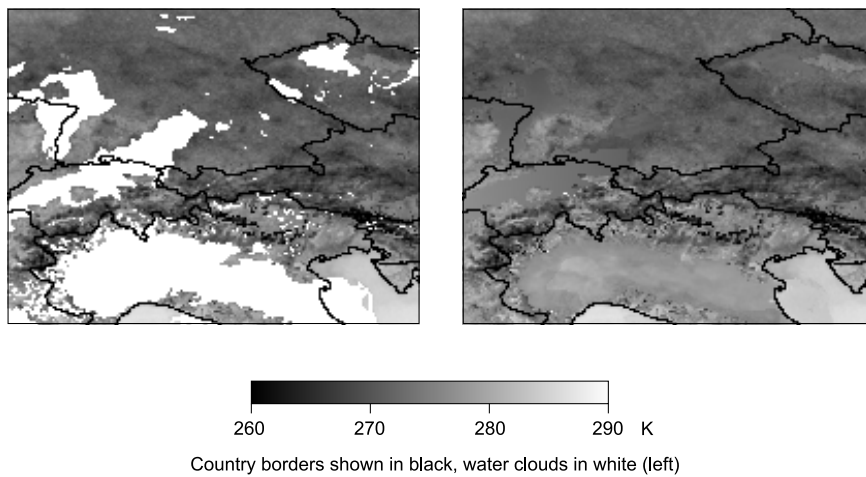 260 270 280 290 K
Country borders shown in black, water clouds in white (left)